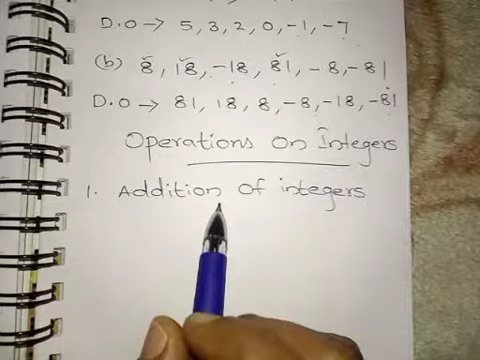 D.O → 5, 3, 2, 0, -1, -7
(b) 8, 18, -18, 81, -8, -81
D.O → 81, 18, 8, -8, -18, -81
Operations On Integers
1. Addition Of integers